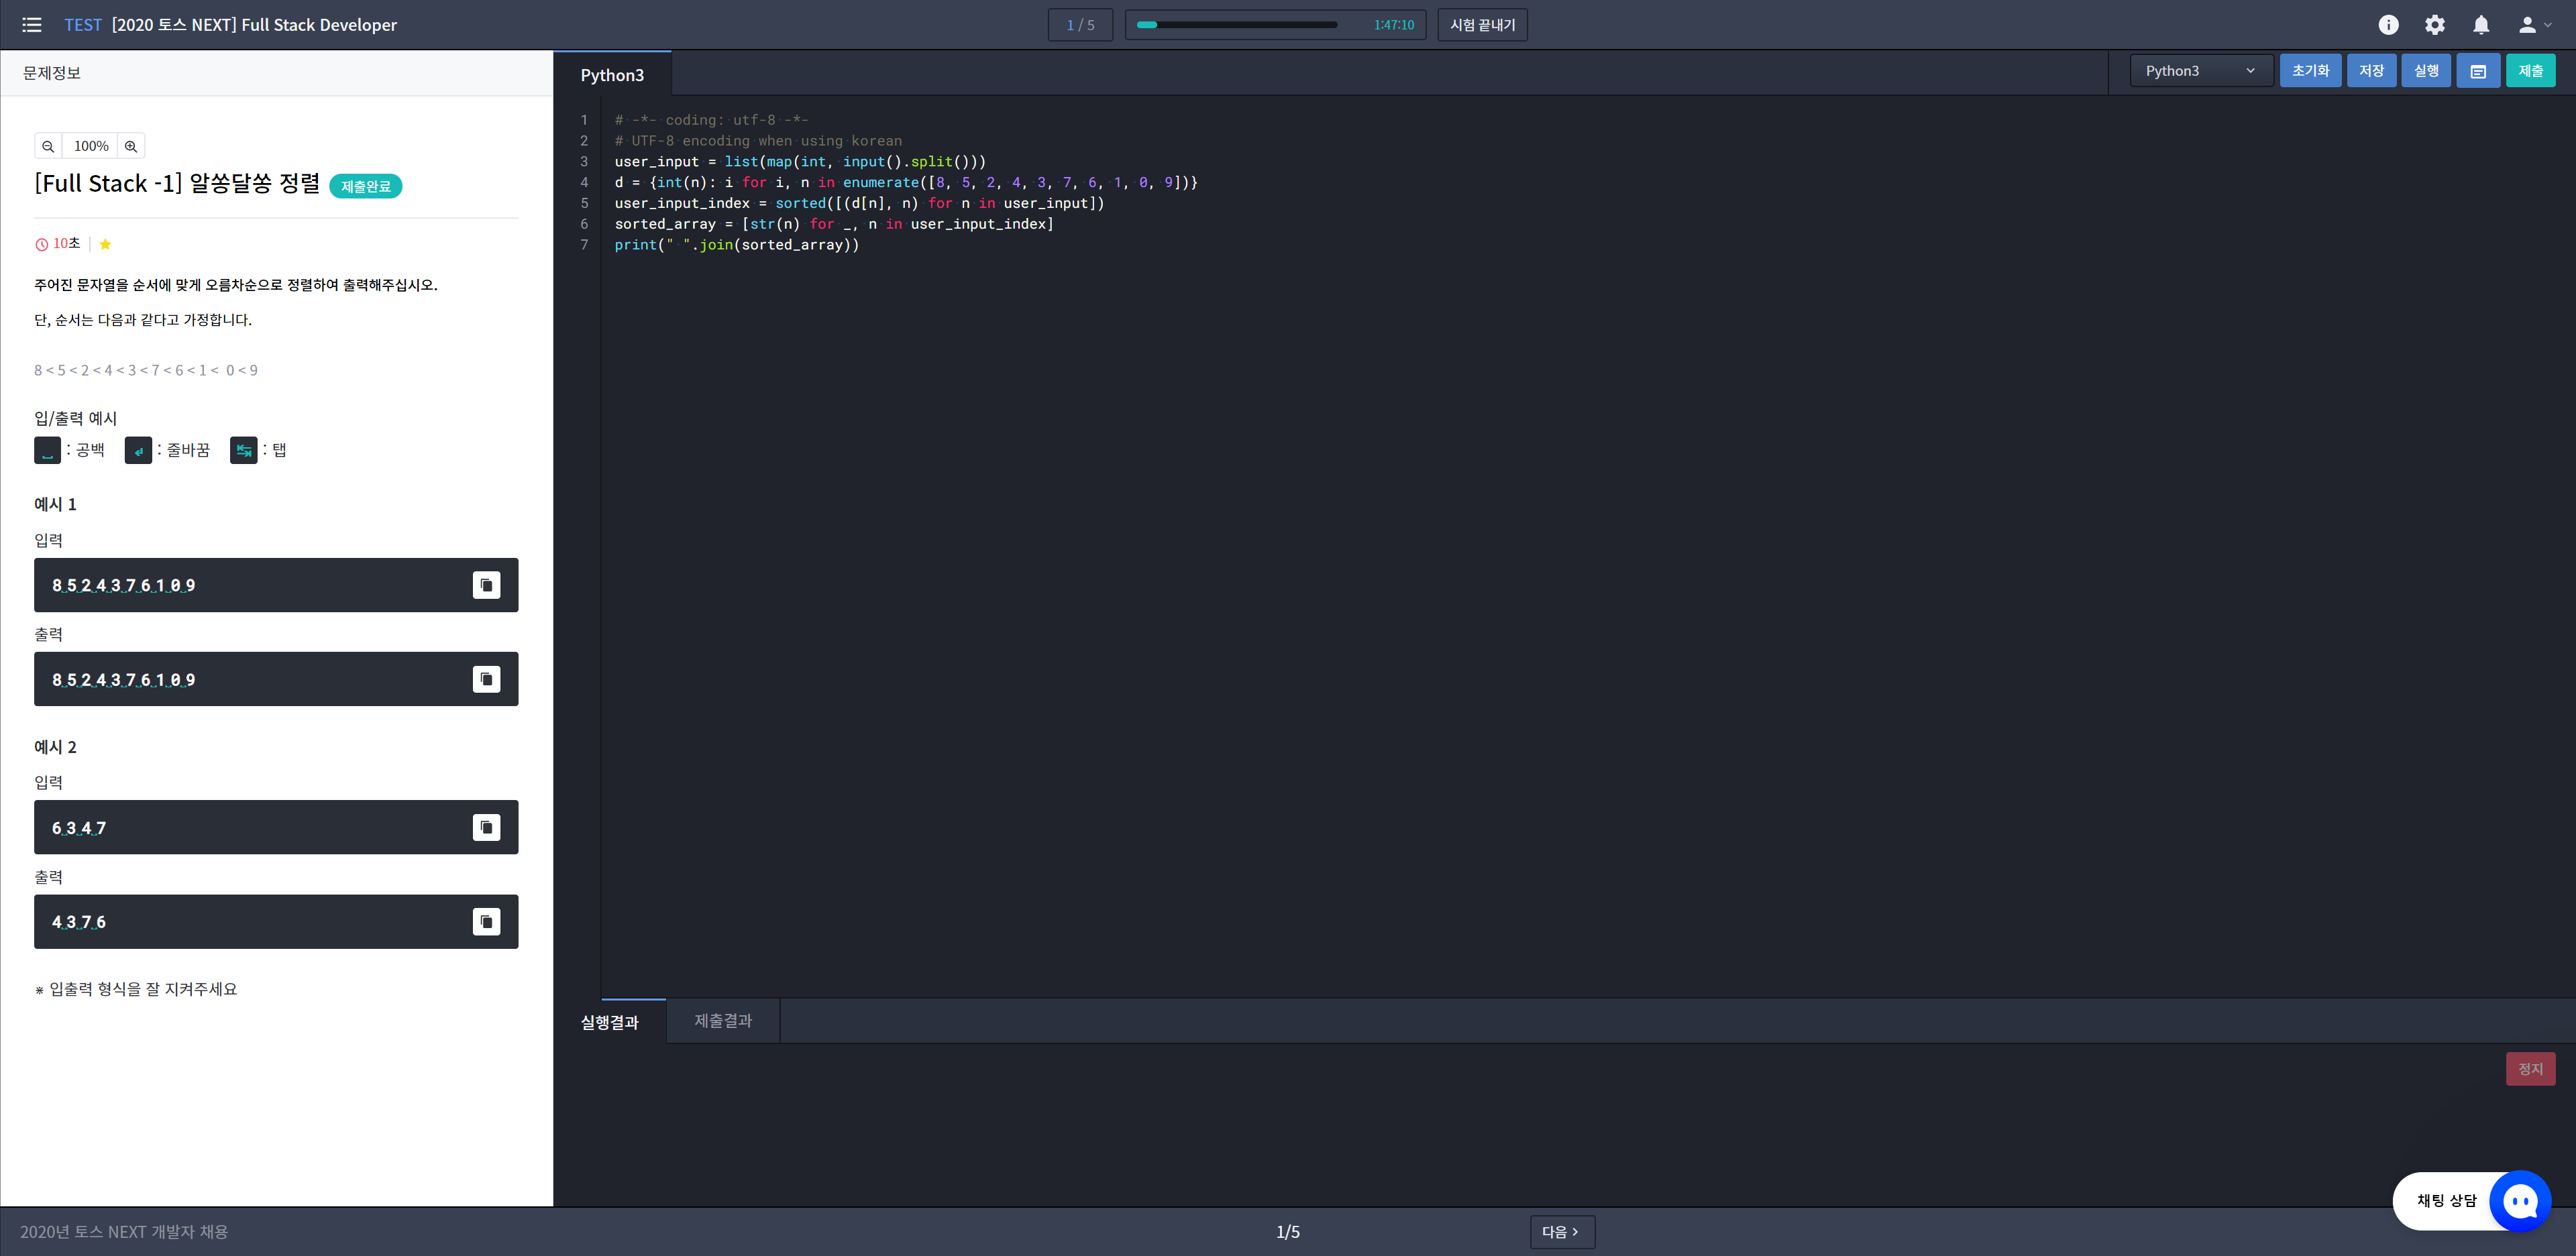 TEST [2020 토스 NEXT] Full Stack Developer
1 / 5
1:47:10
시험 끝내기
문제정보
100%
[Full Stack -1] 알쏭달쏭 정렬 제출완료
10초
주어진 문자열을 순서에 맞게 오름차순으로 정렬하여 출력해주십시오.
단, 순서는 다음과 같다고 가정합니다.
8 < 5 < 2 < 4 < 3 < 7 < 6 < 1 < 0 < 9
입/출력 예시
: 공백 : 줄바꿈 : 탭
예시 1
입력
8 5 2 4 3 7 6 1 0 9
출력
8 5 2 4 3 7 6 1 0 9
예시 2
입력
6 3 4 7
출력
4 3 7 6
※ 입출력 형식을 잘 지켜주세요
Python3
Python3
초기화
저장
실행
제출
1 # -*- coding: utf-8 -*-
2 # UTF-8 encoding when using korean
3 user_input = list(map(int, input().split()))
4 d = {int(n): i for i, n in enumerate([8, 5, 2, 4, 3, 7, 6, 1, 0, 9])}
5 user_input_index = sorted([(d[n], n) for n in user_input])
6 sorted_array = [str(n) for _, n in user_input_index]
7 print(" ".join(sorted_array))
실행결과
제출결과
정지
채팅 상담
2020년 토스 NEXT 개발자 채용
1/5
다음 >